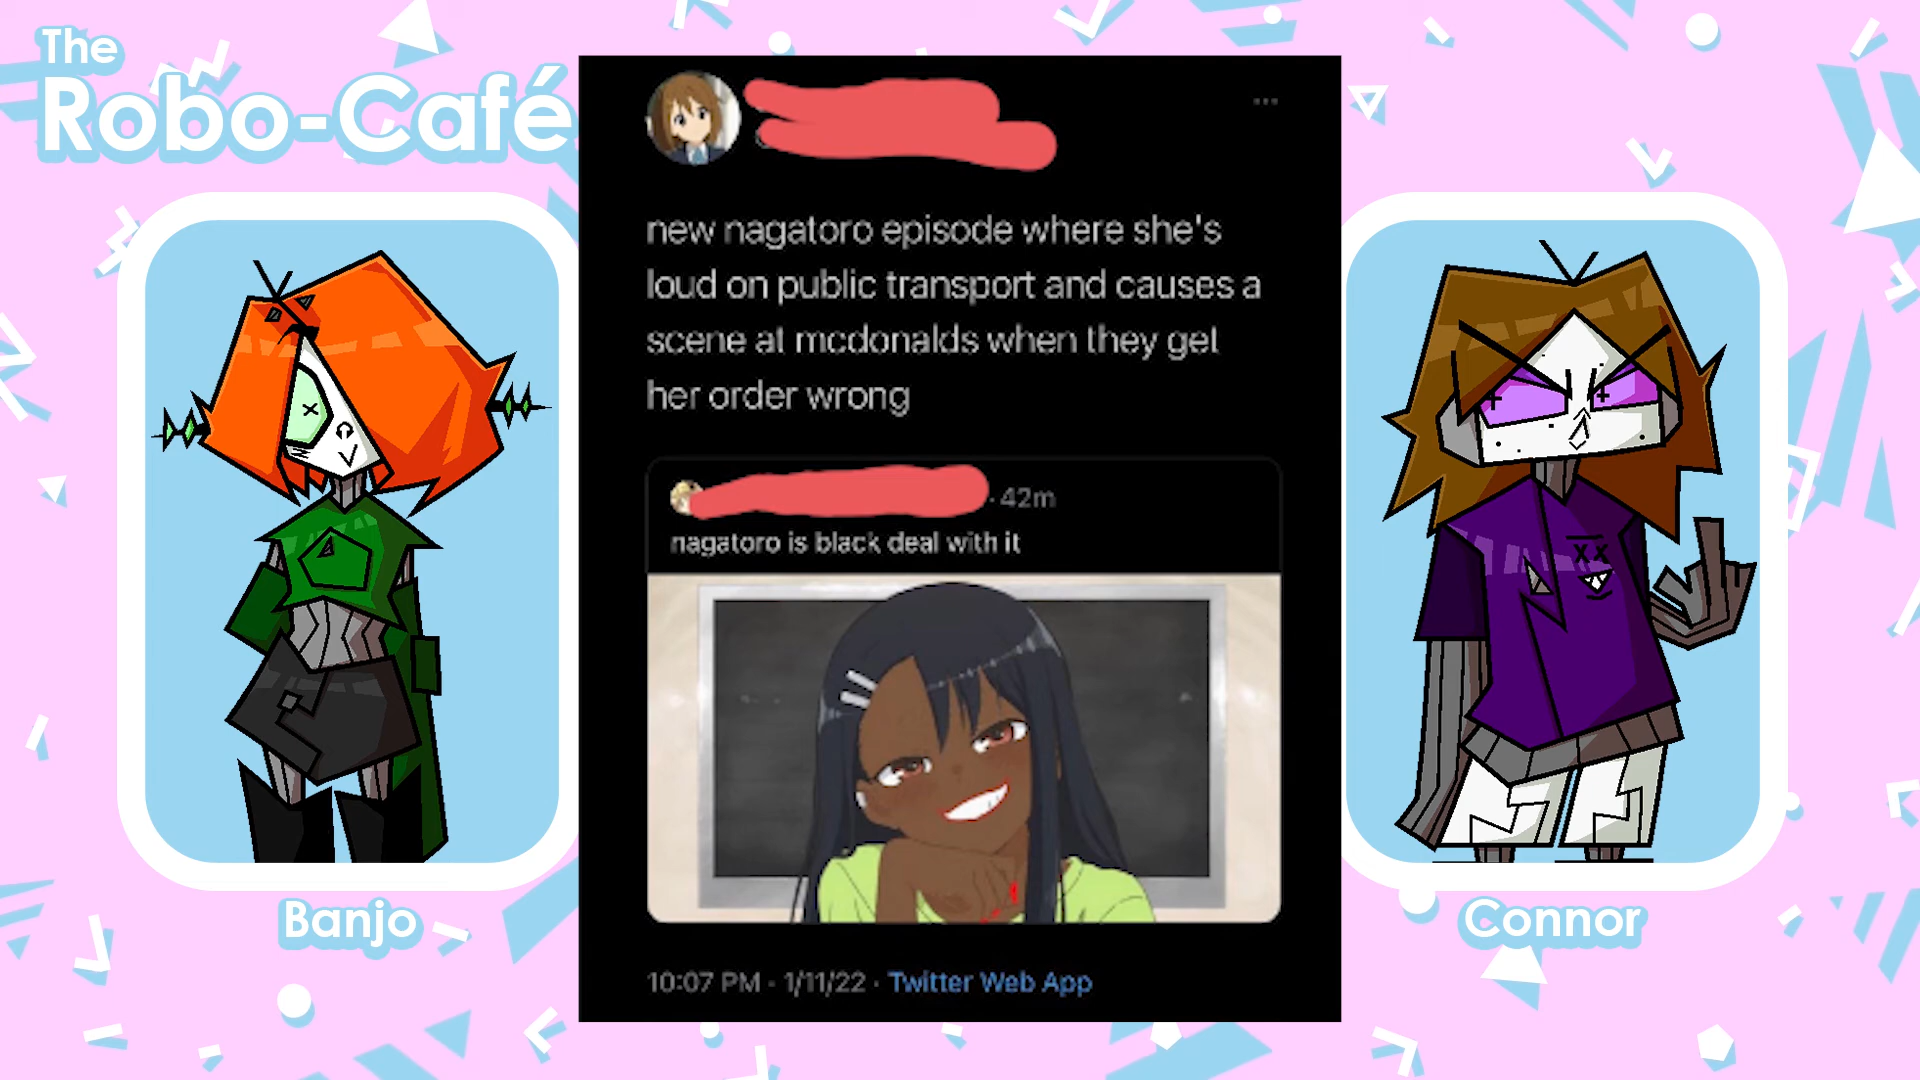 The
Robo-Café
new nagatoro episode where she's
loud on public transport and causes a
scene at mcdonalds when they get
her order wrong
· 42m
nagatoro is black deal with it
10:07 PM · 1/11/22 · Twitter Web App
Banjo
Connor